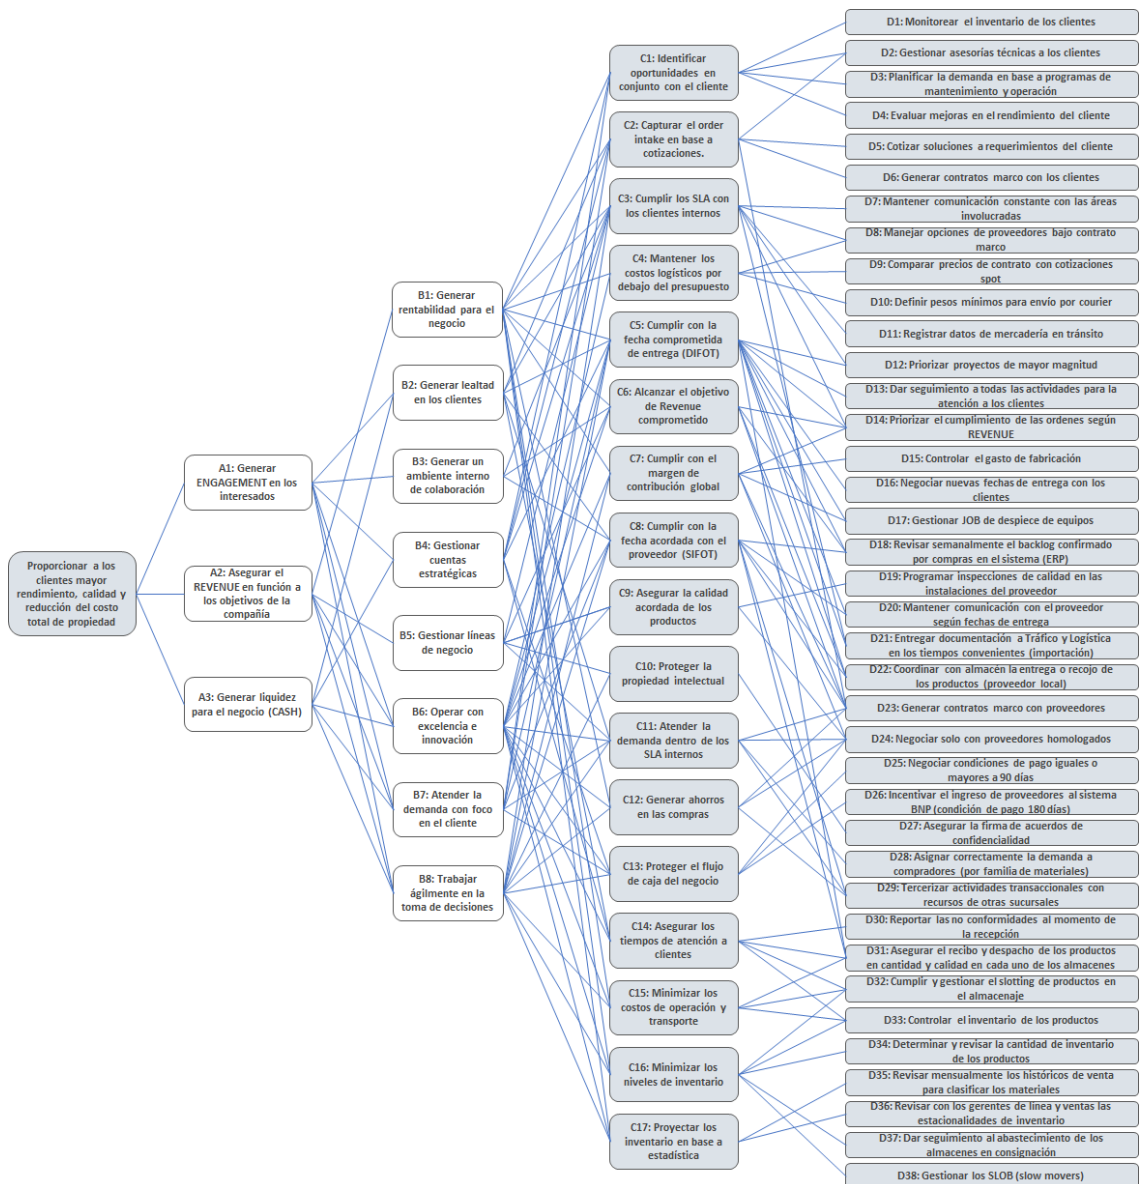 Proporcionar a los
clientes mayor
rendimiento, calidad y
reducción del costo
total de propiedad
A1: Generar
ENGAGEMENT en los
interesados
A2: Asegurar el
REVENUE en función a
los objetivos de la
compañía
A3: Generar liquidez
para el negocio (CASH)
B1: Generar
rentabilidad para el
negocio
B2: Generar lealtad
en los clientes
B3: Generar un
ambiente interno de
colaboración
B4: Gestionar
cuentas
estratégicas
B5: Gestionar líneas
de negocio
B6: Operar con
excelencia e
innovación
B7: Atender la
demanda con foco
en el cliente
B8: Trabajar
ágilmente en la
toma de decisiones
C1: Identificar
oportunidades en
conjunto con el cliente
C2: Capturar el order
intake en base a
cotizaciones.
C3: Cumplir los SLA con
los clientes internos
C4: Mantener los
costos logísticos por
debajo del presupuesto
C5: Cumplir con la
fecha comprometida
de entrega (DIFOT)
C6: Alcanzar el objetivo
de Revenue
comprometido
C7: Cumplir con el
margen de
contribución global
C8: Cumplir con la
fecha acordada con el
proveedor (SIFOT)
C9: Asegurar la calidad
acordada de los
productos
C10: Proteger la
propiedad intelectual
C11: Atender la
demanda dentro de los
SLA internos
C12: Generar ahorros
en las compras
C13: Proteger el flujo
de caja del negocio
C14: Asegurar los
tiempos de atención a
clientes
C15: Minimizar los
costos de operación y
transporte
C16: Minimizar los
niveles de inventario
C17: Proyectar los
inventario en base a
estadística
D1: Monitorear el inventario de los clientes
D2: Gestionar asesorías técnicas a los clientes
D3: Planificar la demanda en base a programas de
mantenimiento y operación
D4: Evaluar mejoras en el rendimiento del cliente
D5: Cotizar soluciones a requerimientos del cliente
D6: Generar contratos marco con los clientes
D7: Mantener comunicación constante con las áreas
involucradas
D8: Manejar opciones de proveedores bajo contrato
marco
D9: Comparar precios de contrato con cotizaciones
spot
D10: Definir pesos mínimos para envío por courier
D11: Registrar datos de mercadería en tránsito
D12: Priorizar proyectos de mayor magnitud
D13: Dar seguimiento a todas las actividades para la
atención a los clientes
D14: Priorizar el cumplimiento de las ordenes según
REVENUE
D15: Controlar el gasto de fabricación
D16: Negociar nuevas fechas de entrega con los
clientes
D17: Gestionar JOB de despiece de equipos
D18: Revisar semanalmente el backlog confirmado
por compras en el sistema (ERP)
D19: Programar inspecciones de calidad en las
instalaciones del proveedor
D20: Mantener comunicación con el proveedor
según fechas de entrega
D21: Entregar documentación a Tráfico y Logística
en los tiempos convenientes (importación)
D22: Coordinar con almacén la entrega o recojo de
los productos (proveedor local)
D23: Generar contratos marco con proveedores
D24: Negociar solo con proveedores homologados
D25: Negociar condiciones de pago iguales o
mayores a 90 días
D26: Incentivar el ingreso de proveedores al sistema
BNP (condición de pago 180 días)
D27: Asegurar la firma de acuerdos de
confidencialidad
D28: Asignar correctamente la demanda a
compradores (por familia de materiales)
D29: Tercerizar actividades transaccionales con
recursos de otras sucursales
D30: Reportar las no conformidades al momento de
la recepción
D31: Asegurar el recibo y despacho de los productos
en cantidad y calidad en cada uno de los almacenes
D32: Cumplir y gestionar el slotting de productos en
el almacenaje
D33: Controlar el inventario de los productos
D34: Determinar y revisar la cantidad de inventario
de los productos
D35: Revisar mensualmente los históricos de venta
para clasificar los materiales
D36: Revisar con los gerentes de línea y ventas las
estacionalidades de inventario
D37: Dar seguimiento al abastecimiento de los
almacenes en consignación
D38: Gestionar los SLOB (slow movers)